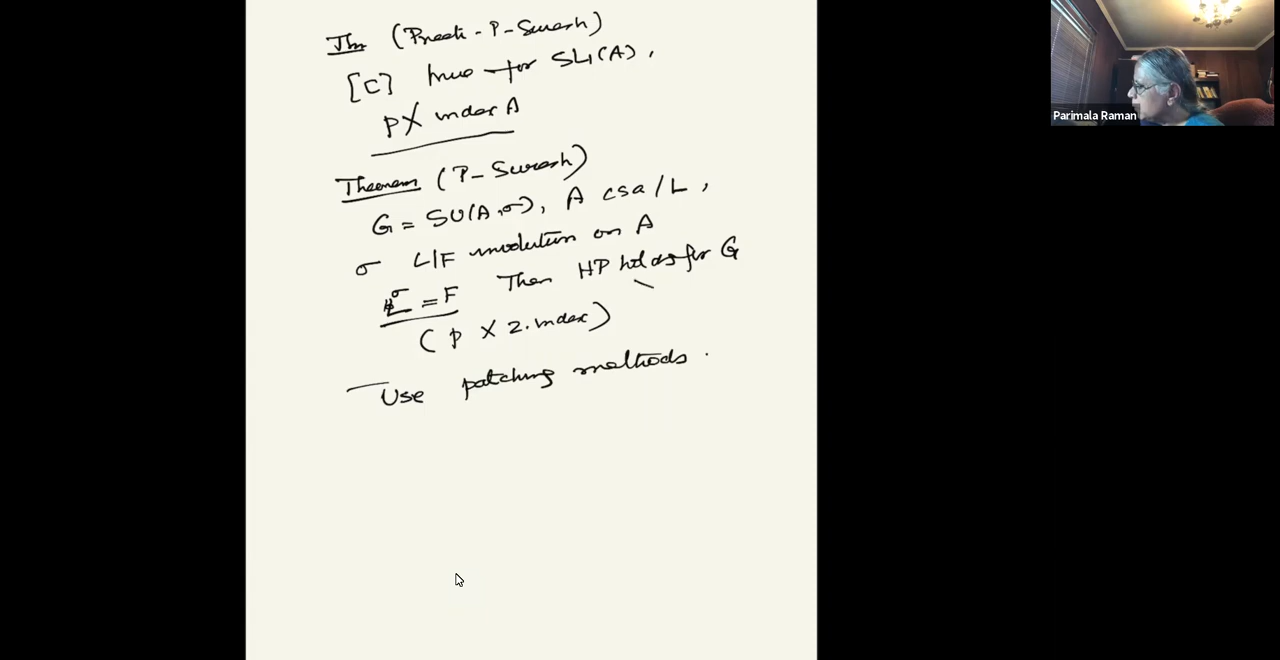 Thm (Preeti-P-Suresh)
[C] true for SL₁(A),
p∤ index A
Theorem (P-Suresh)
G = SU(A,σ), A csa/L,
σ L/F involution on A
L^σ = F Then HP holds for G
(p ∤ 2.index)
Use patching methods.
Parimala Raman